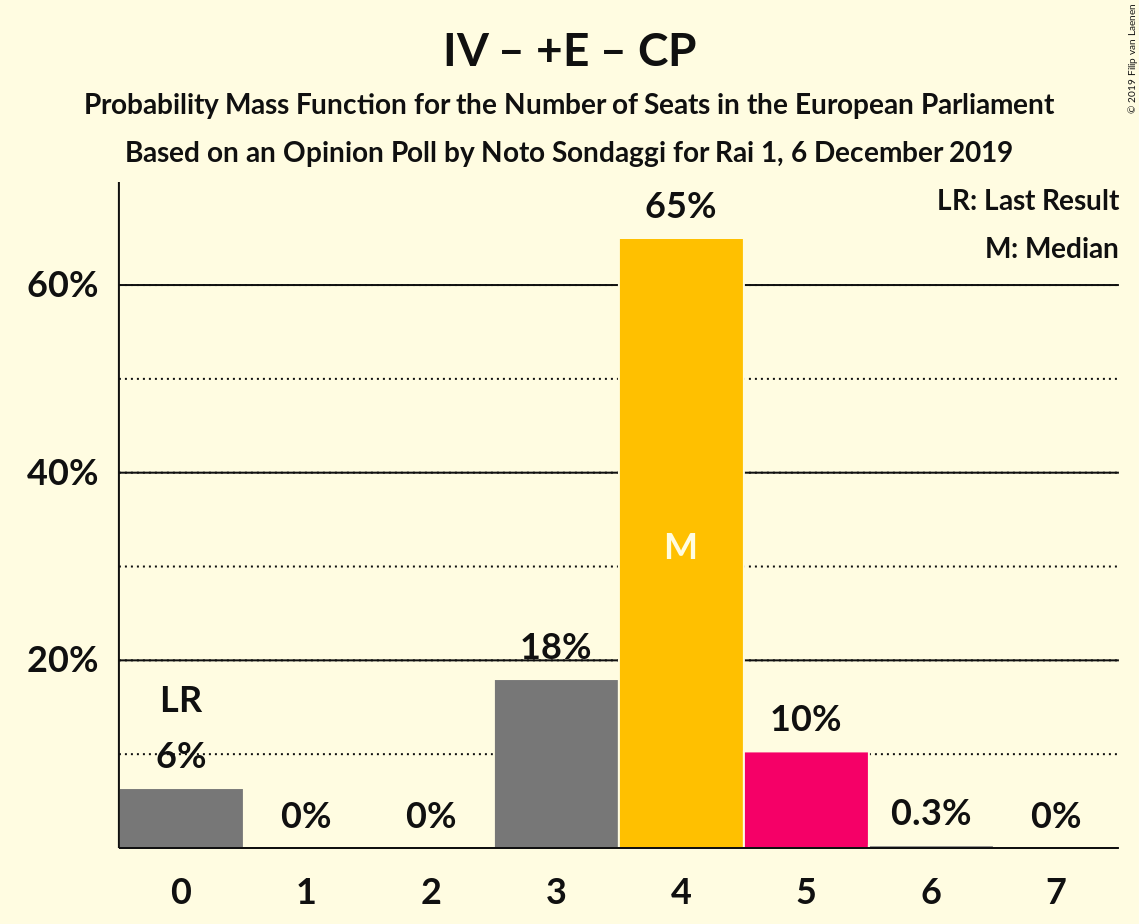 IV – +E – CP
Probability Mass Function for the Number of Seats in the European Parliament
Based on an Opinion Poll by Noto Sondaggi for Rai 1, 6 December 2019
© 2019 Filip van Laenen
LR: Last Result
M: Median
65%
60%
M
40%
18%
20%
LR
10%
6%
0%
0%
0.3%
0%
0 1 2 3 4 5 6 7